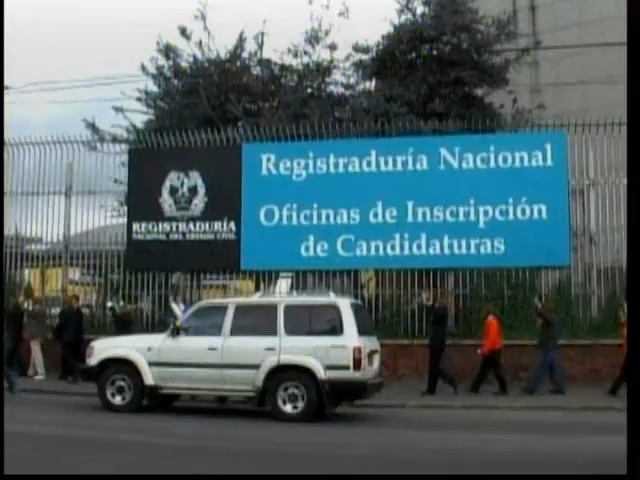 REGISTRADURÍA
NACIONAL DEL ESTADO CIVIL
Registraduría Nacional
Oficinas de Inscripción
de Candidaturas